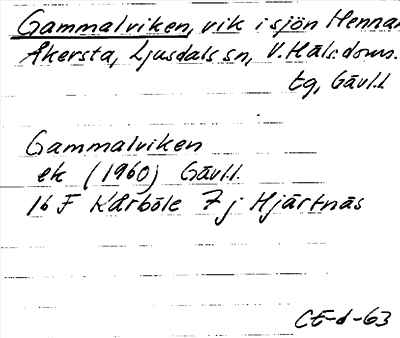 Gammalviken, vik i sjön Hennan
Åkersta, Ljusdals sn, V. Häls. doms.
tg, Gävl.l
Gammalviken
ek (1960) Gävl.l.
16 F Kårböle 7 j Hjärtnäs
CE-d-63